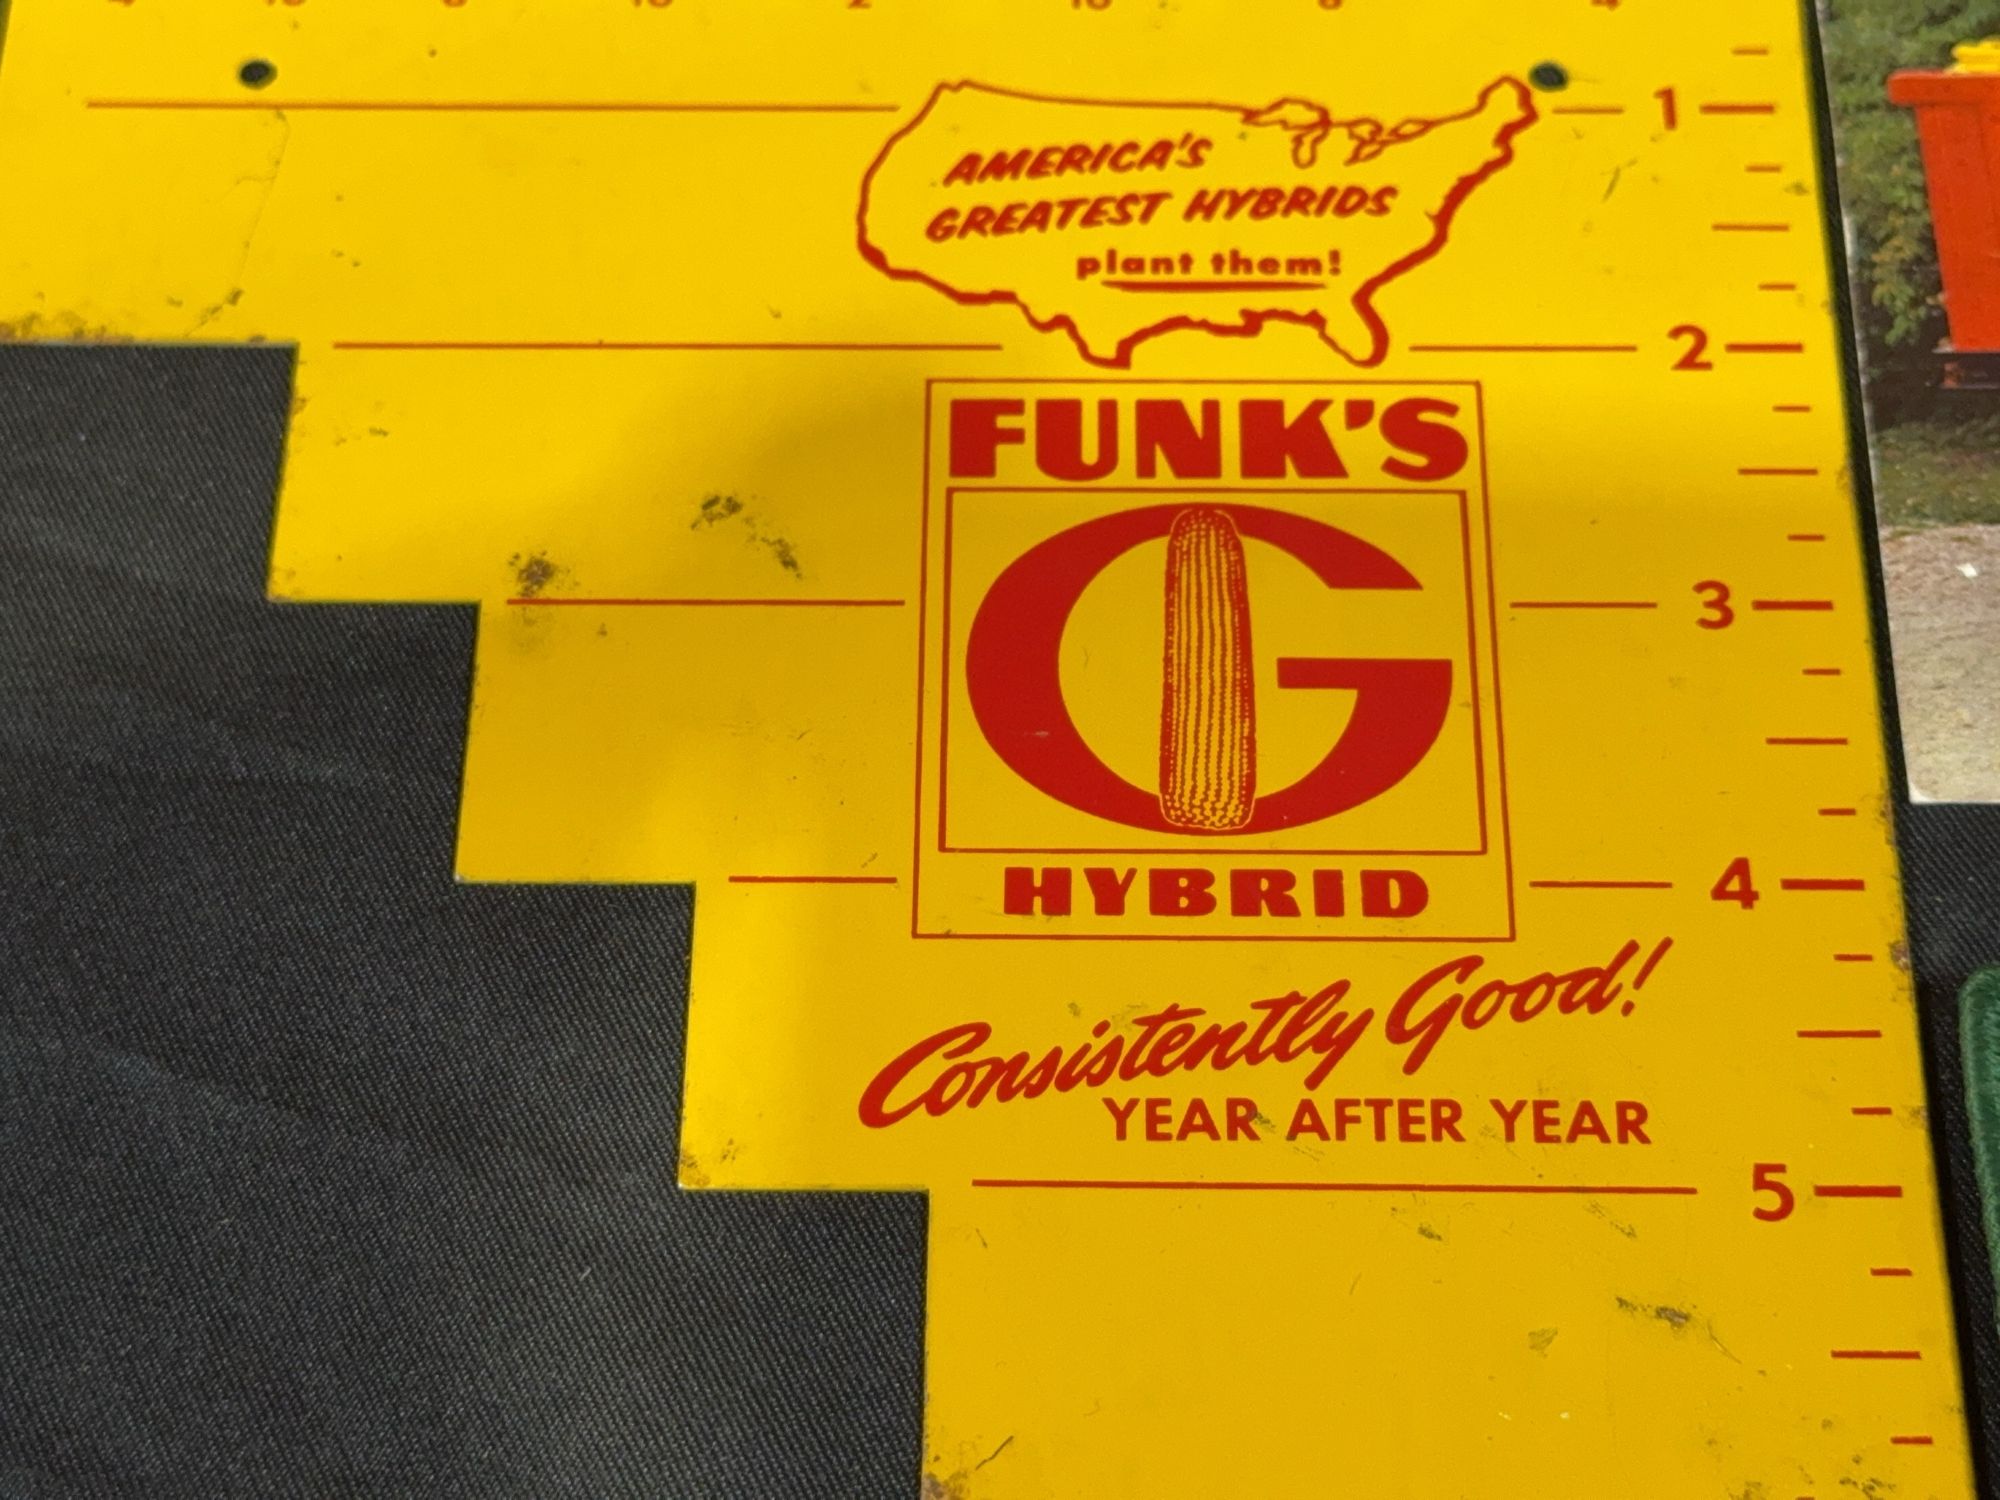 1
AMERICA'S
GREATEST HYBRIDS
plant them!
2
FUNK'S
3
G
4
HYBRID
Consistently Good!
YEAR AFTER YEAR
5